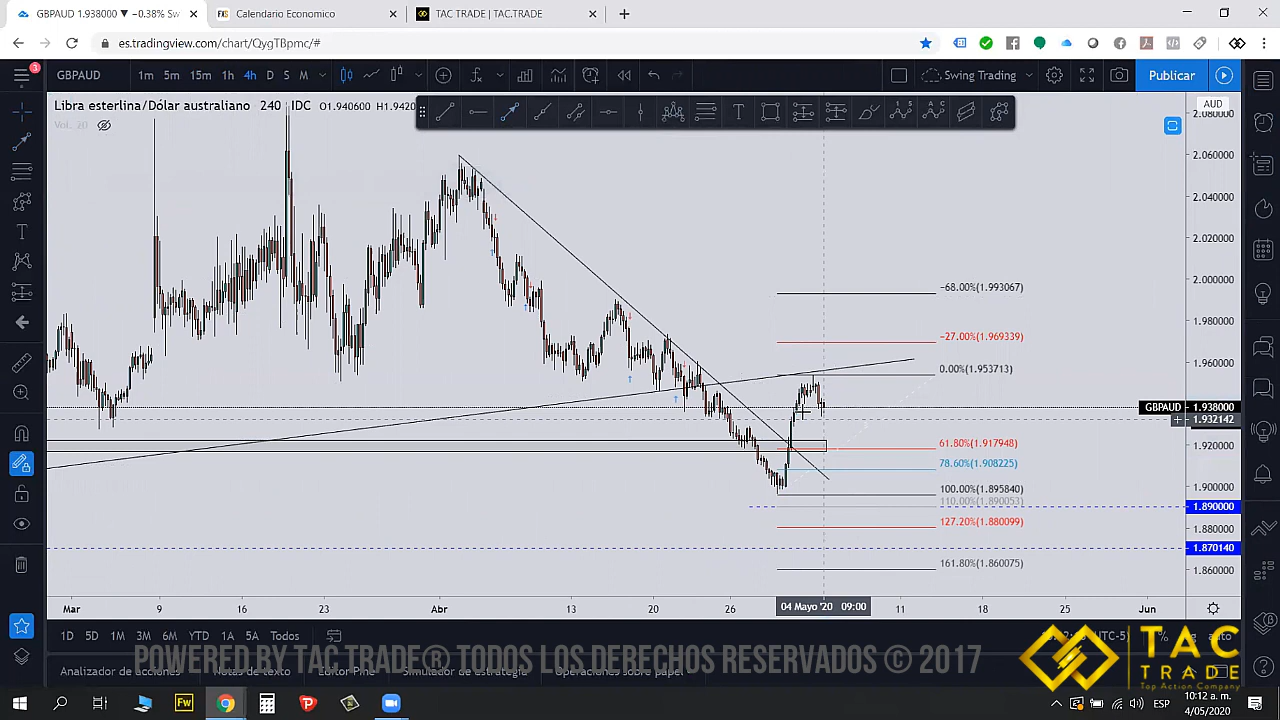 GBPAUD 1.938000 ▼ −0.38% Sw
Calendario Economico
TAC TRADE | TAC.TRADE
es.tradingview.com/chart/QygTBpmc/#
3
GBPAUD
1m 5m 15m 1h 4h D S M
Swing Trading
Publicar
Libra esterlina/Dólar australiano 240 IDC O1.940600 H1.9420
Vol. 20
AUD
2.080000
2.060000
2.040000
2.020000
2.000000
1.980000
1.960000
GBPAUD 1.938000
1.932142
1.920000
1.900000
1.890000
1.880000
1.870140
1.860000
−68.00%(1.993067)
−27.00%(1.969339)
0.00%(1.953713)
61.80%(1.917948)
78.60%(1.908225)
100.00%(1.895840)
110.00%(1.890053)
127.20%(1.880099)
161.80%(1.860075)
Mar 9 16 23 Abr 13 20 26 04 Mayo '20 09:00 11 18 25 Jun
1D 5D 1M 3M 6M YTD 1A 5A Todos
(UTC-5) % auto
Analizador de acciones Notas de texto Editor Pine Simulador de estrategia Operaciones sobre papel
POWERED BY TAC TRADE® TODOS LOS DERECHOS RESERVADOS © 2017
TAC
TRADE
Top Action Company
Fw
ESP
10:12 a. m.
4/05/2020